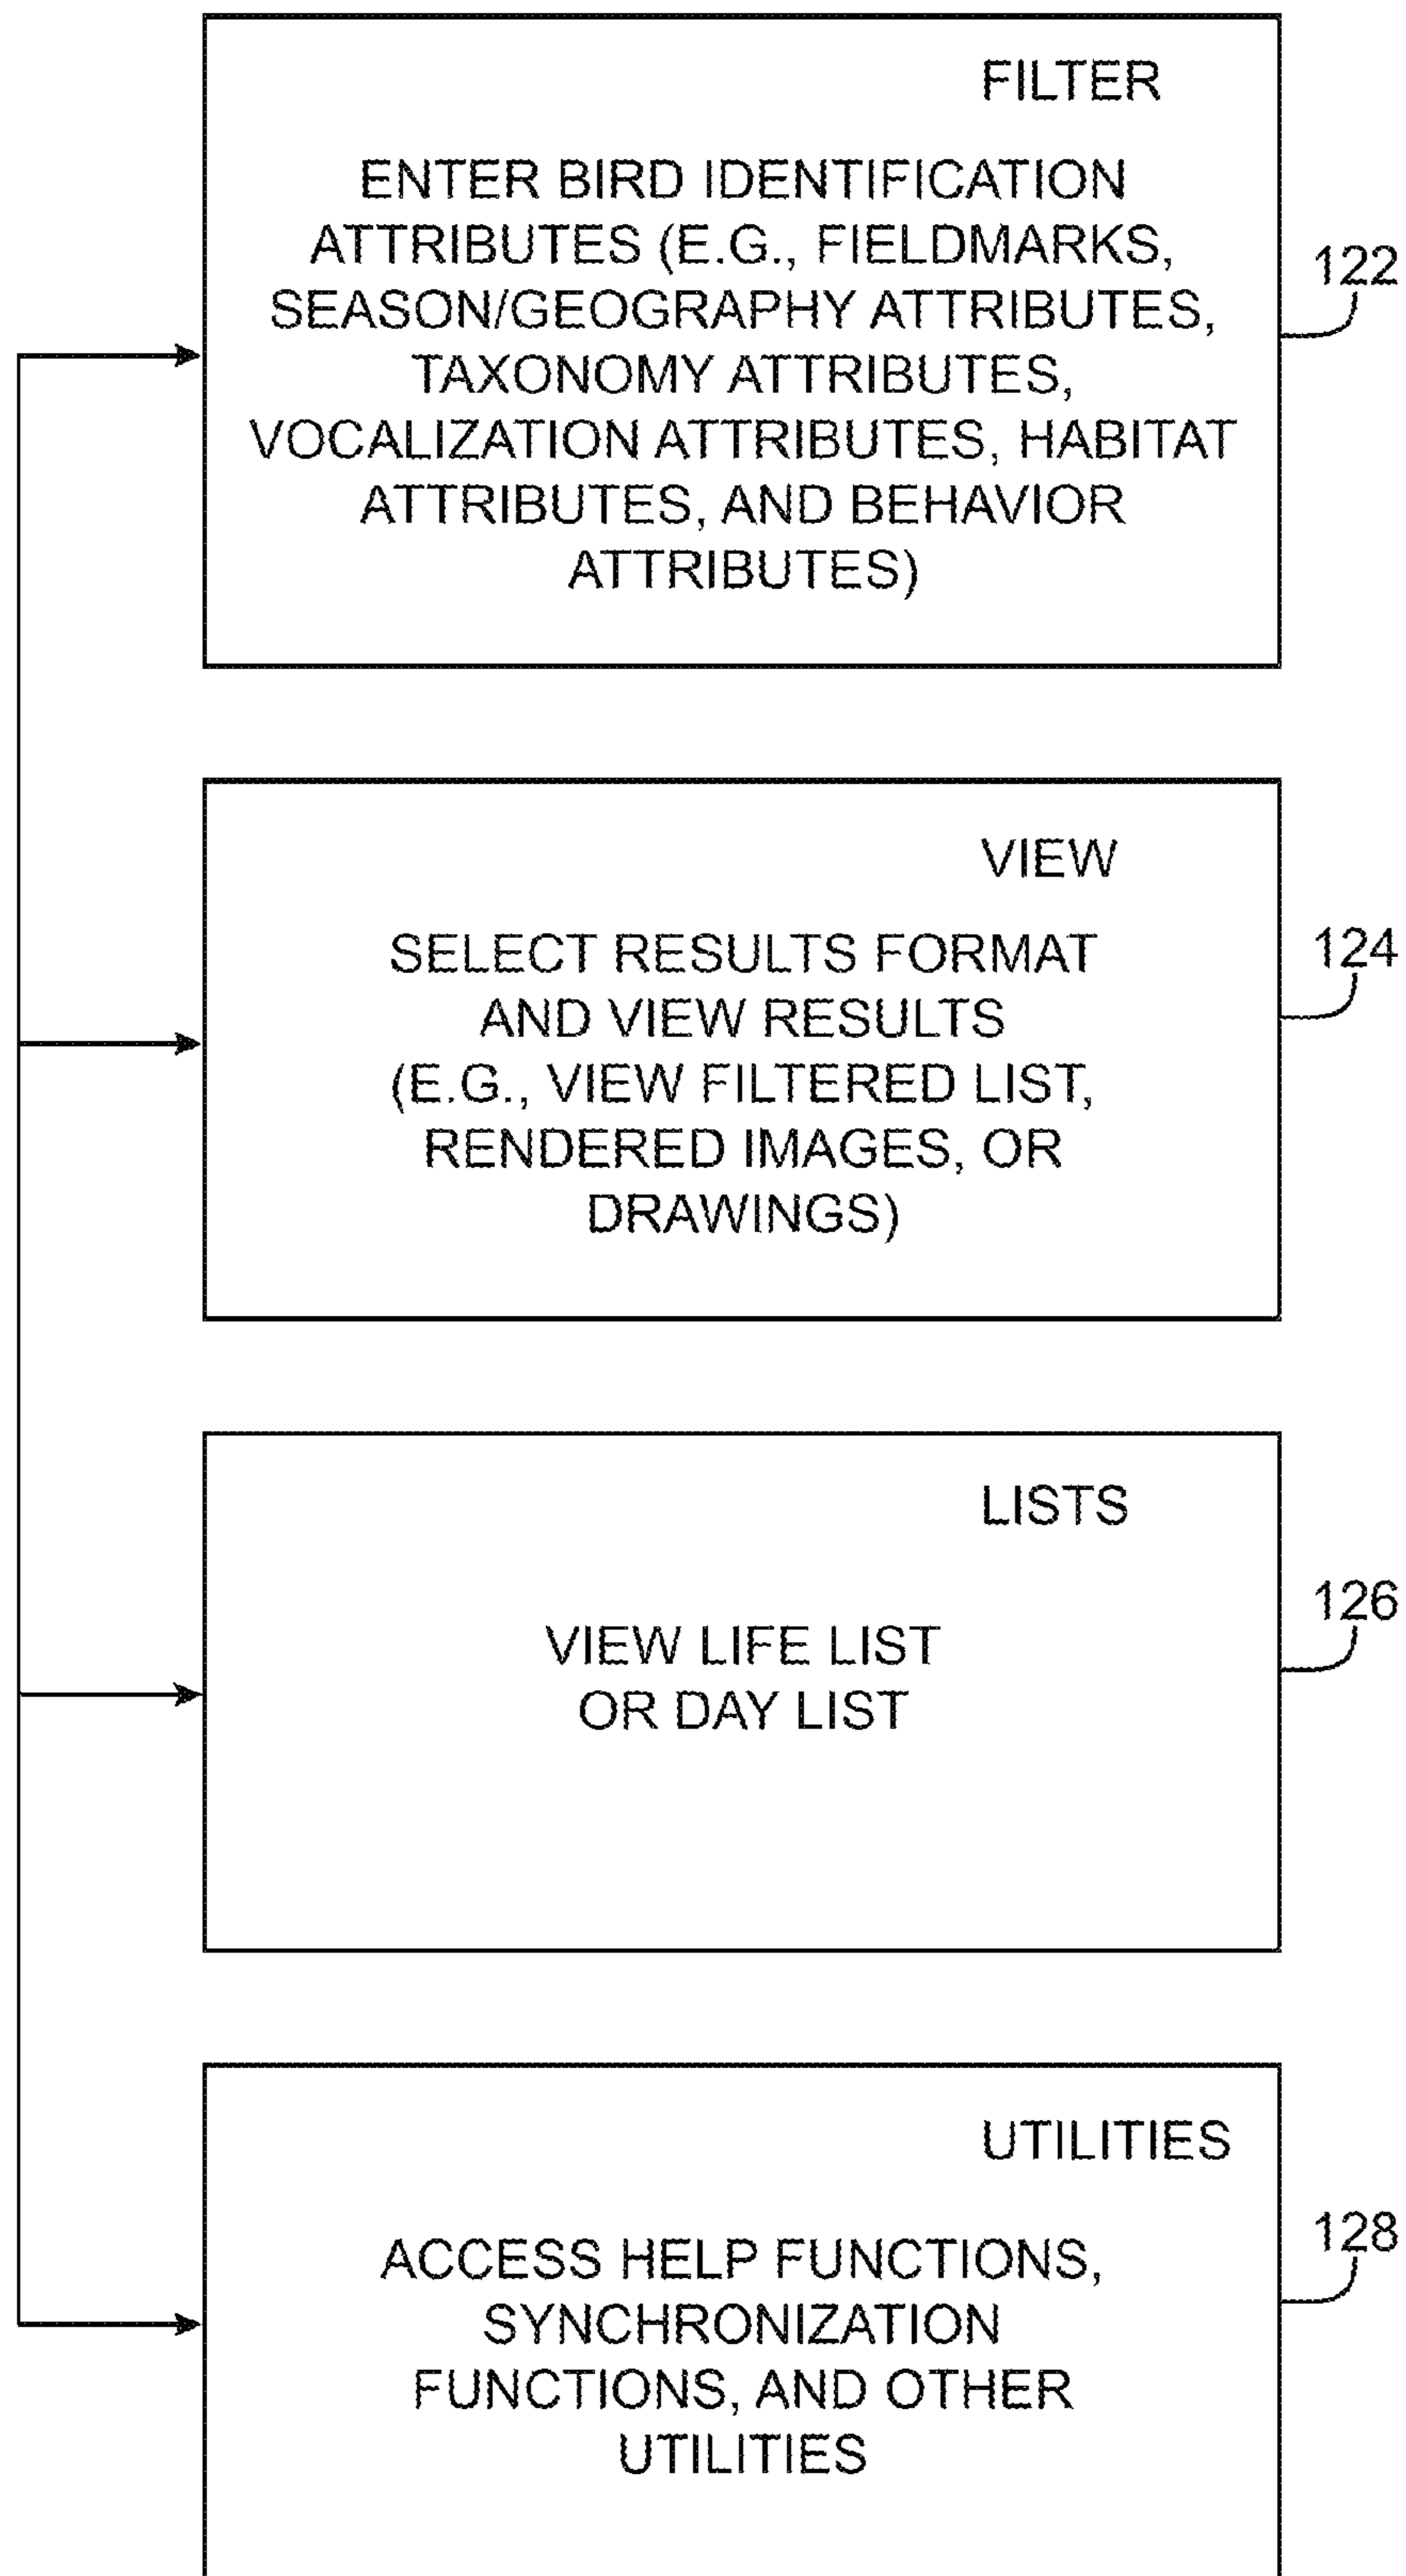 FILTER
ENTER BIRD IDENTIFICATION
ATTRIBUTES (E.G., FIELDMARKS,
SEASON/GEOGRAPHY ATTRIBUTES,
TAXONOMY ATTRIBUTES,
VOCALIZATION ATTRIBUTES, HABITAT
ATTRIBUTES, AND BEHAVIOR
ATTRIBUTES)
122
VIEW
SELECT RESULTS FORMAT
AND VIEW RESULTS
(E.G., VIEW FILTERED LIST,
RENDERED IMAGES, OR
DRAWINGS)
124
LISTS
VIEW LIFE LIST
OR DAY LIST
126
UTILITIES
ACCESS HELP FUNCTIONS,
SYNCHRONIZATION
FUNCTIONS, AND OTHER
UTILITIES
128